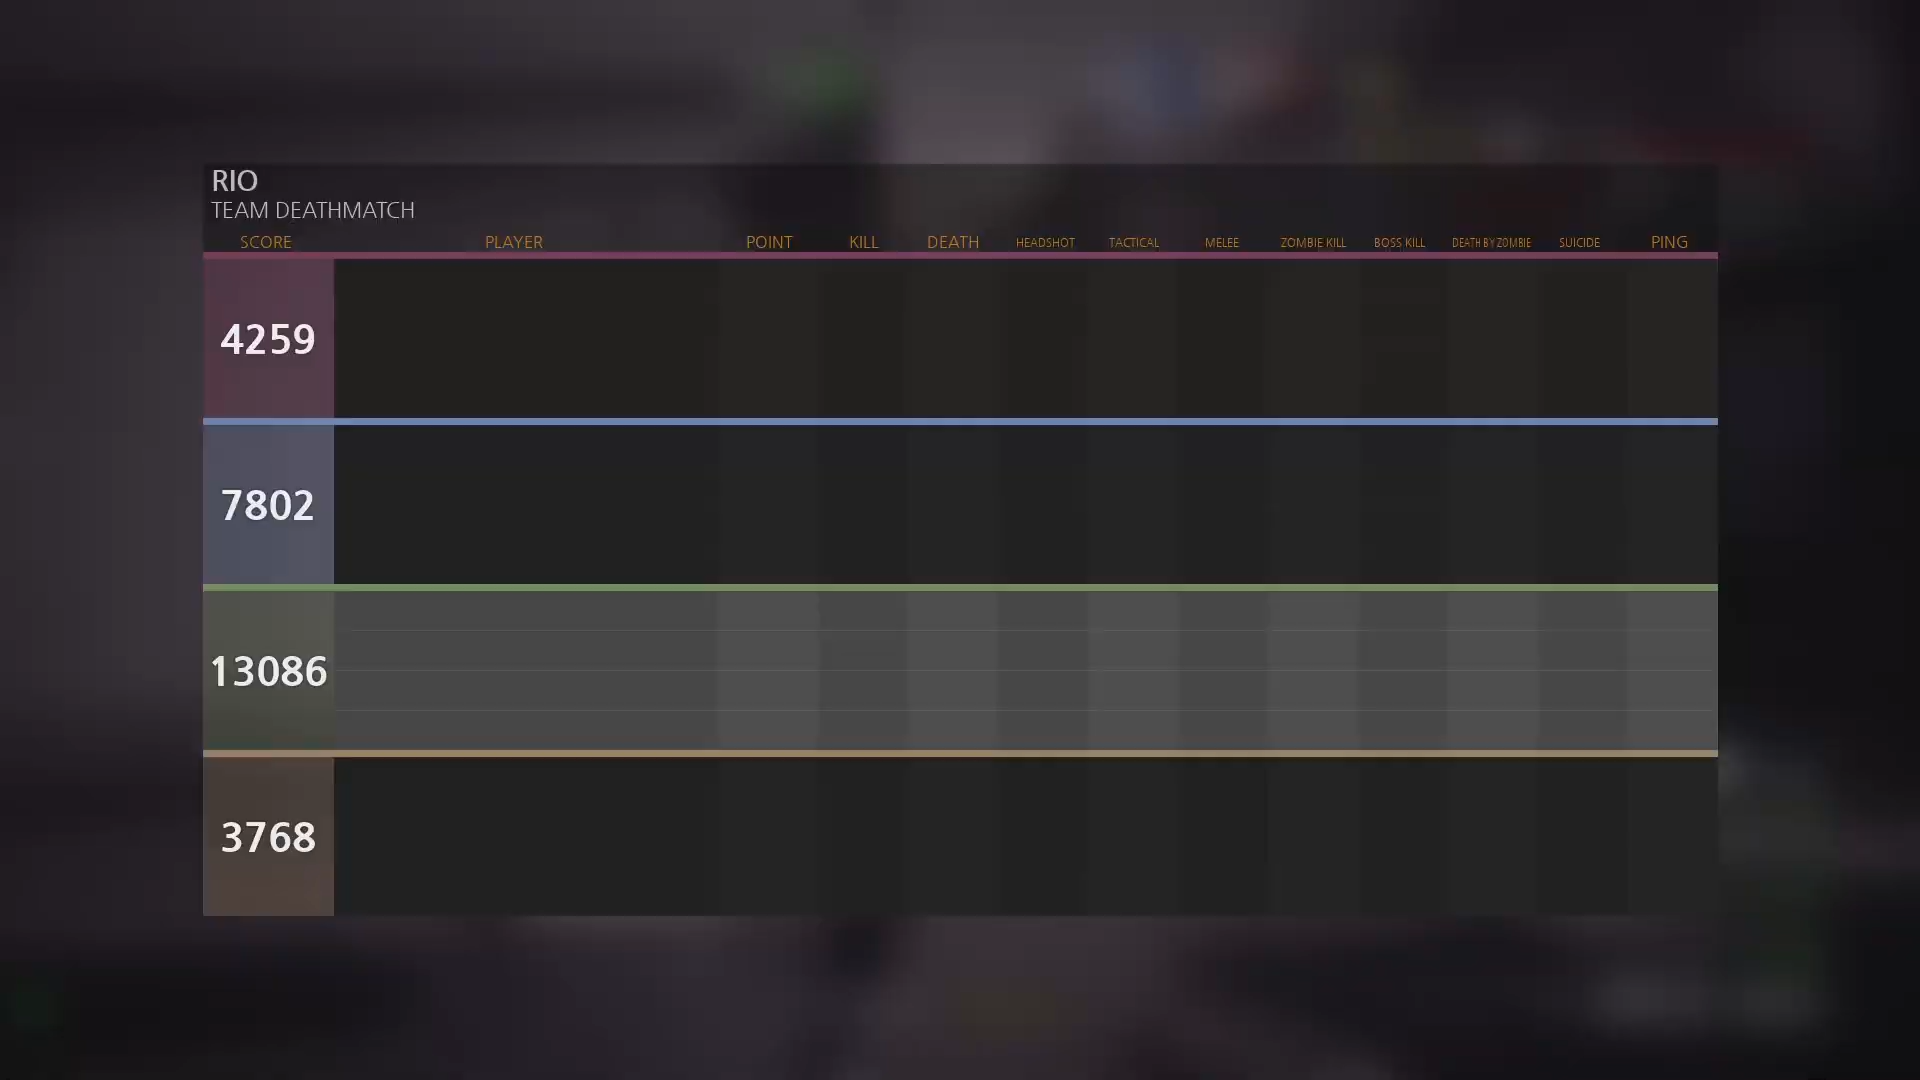 RIO
TEAM DEATHMATCH
SCORE PLAYER POINT KILL DEATH HEADSHOT TACTICAL MELEE ZOMBIE KILL BOSS KILL DEATH BY ZOMBIE SUICIDE PING
4259
7802
13086
3768